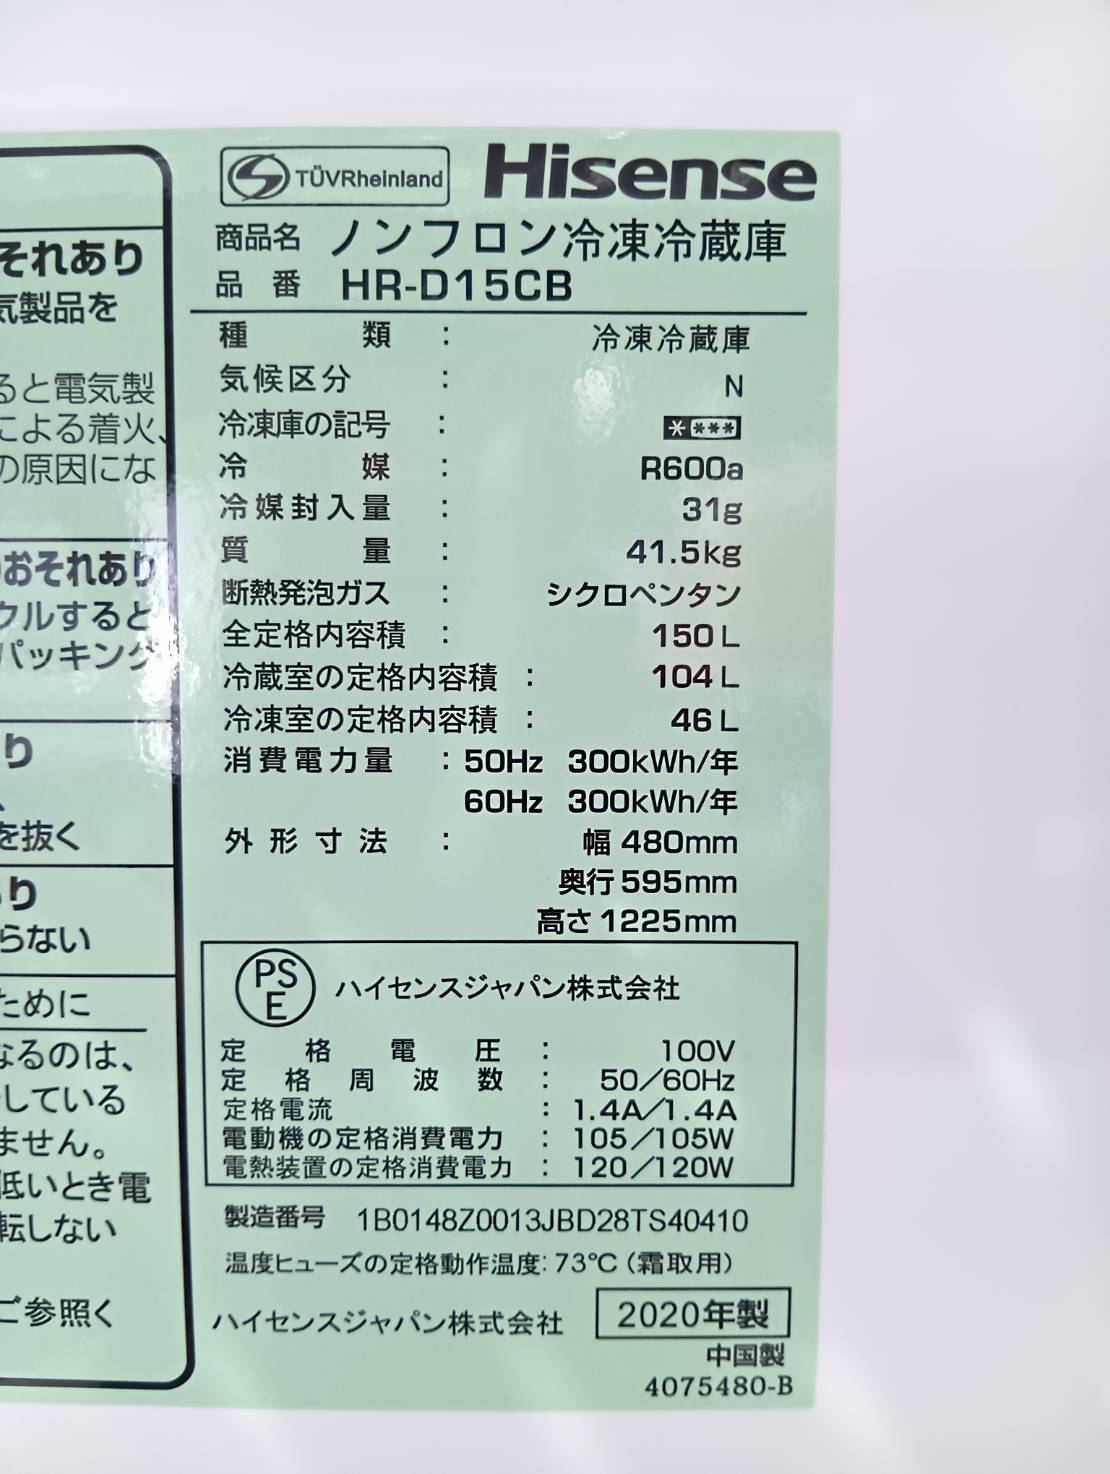 それあり
気製品を
ると電気製
による着火、
の原因にな
おそれあり
クルすると
パッキング
り
を抜く
り
らない
ために
なるのは、
している
ません。
低いとき電
転しない
ご参照く
TÜVRheinland Hisense
商品名 ノンフロン冷凍冷蔵庫
品番 HR-D15CB
種類 : 冷凍冷蔵庫
気候区分 : N
冷凍庫の記号 : ****
冷媒 : R600a
冷媒封入量 : 31g
質量 : 41.5kg
断熱発泡ガス : シクロペンタン
全定格内容積 : 150L
冷蔵室の定格内容積 : 104L
冷凍室の定格内容積 : 46L
消費電力量 : 50Hz 300kWh/年
60Hz 300kWh/年
外形寸法 : 幅 480mm
奥行 595mm
高さ 1225mm
PSE ハイセンスジャパン株式会社
定格電圧 : 100V
定格周波数 : 50/60Hz
定格電流 : 1.4A/1.4A
電動機の定格消費電力 : 105/105W
電熱装置の定格消費電力 : 120/120W
製造番号 1B0148Z0013JBD28TS40410
温度ヒューズの定格動作温度:73℃(霜取用)
ハイセンスジャパン株式会社 2020年製
中国製
4075480-B